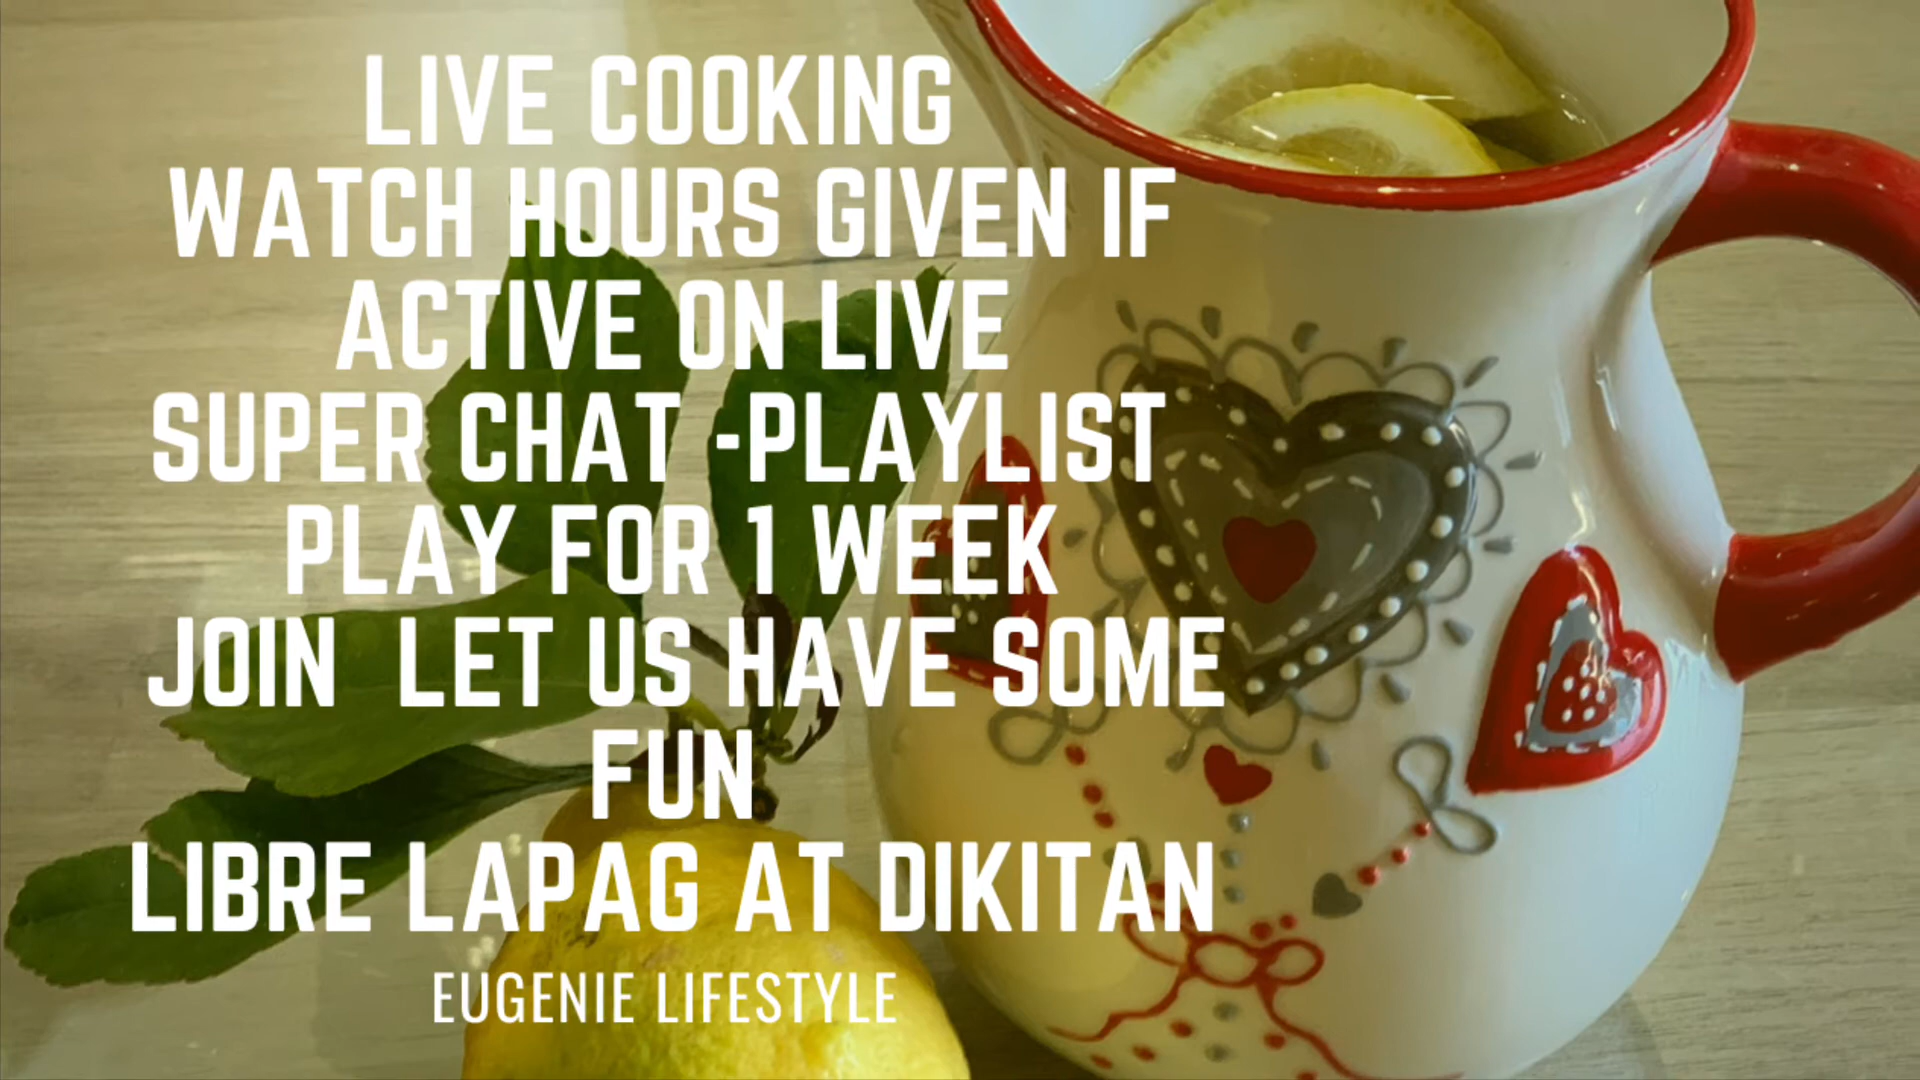 LIVE COOKING
WATCH HOURS GIVEN IF
ACTIVE ON LIVE
SUPER CHAT -PLAYLIST
PLAY FOR 1 WEEK
JOIN LET US HAVE SOME
FUN
LIBRE LAPAG AT DIKITAN
EUGENIE LIFESTYLE